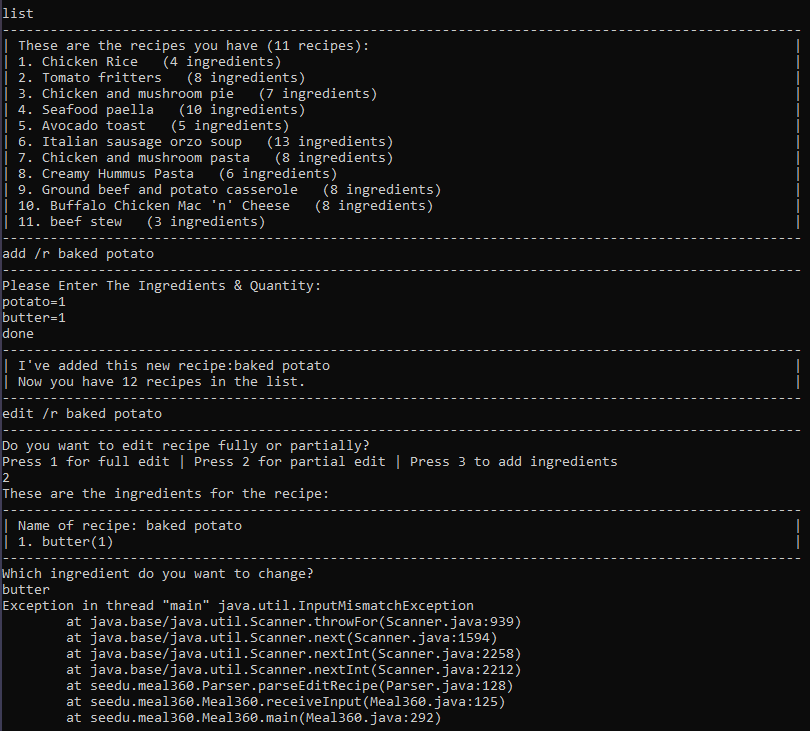 list
----------------------------------------------------------------------------------------------------
| These are the recipes you have (11 recipes): |
| 1. Chicken Rice   (4 ingredients) |
| 2. Tomato fritters   (8 ingredients) |
| 3. Chicken and mushroom pie   (7 ingredients) |
| 4. Seafood paella   (10 ingredients) |
| 5. Avocado toast   (5 ingredients) |
| 6. Italian sausage orzo soup   (13 ingredients) |
| 7. Chicken and mushroom pasta   (8 ingredients) |
| 8. Creamy Hummus Pasta   (6 ingredients) |
| 9. Ground beef and potato casserole   (8 ingredients) |
| 10. Buffalo Chicken Mac 'n' Cheese   (8 ingredients) |
| 11. beef stew   (3 ingredients) |
----------------------------------------------------------------------------------------------------
add /r baked potato
----------------------------------------------------------------------------------------------------
Please Enter The Ingredients & Quantity:
potato=1
butter=1
done
----------------------------------------------------------------------------------------------------
| I've added this new recipe:baked potato |
| Now you have 12 recipes in the list. |
----------------------------------------------------------------------------------------------------
edit /r baked potato
----------------------------------------------------------------------------------------------------
Do you want to edit recipe fully or partially?
Press 1 for full edit | Press 2 for partial edit | Press 3 to add ingredients
2
These are the ingredients for the recipe:
----------------------------------------------------------------------------------------------------
| Name of recipe: baked potato |
| 1. butter(1) |
----------------------------------------------------------------------------------------------------
Which ingredient do you want to change?
butter
Exception in thread "main" java.util.InputMismatchException
        at java.base/java.util.Scanner.throwFor(Scanner.java:939)
        at java.base/java.util.Scanner.next(Scanner.java:1594)
        at java.base/java.util.Scanner.nextInt(Scanner.java:2258)
        at java.base/java.util.Scanner.nextInt(Scanner.java:2212)
        at seedu.meal360.Parser.parseEditRecipe(Parser.java:128)
        at seedu.meal360.Meal360.receiveInput(Meal360.java:125)
        at seedu.meal360.Meal360.main(Meal360.java:292)